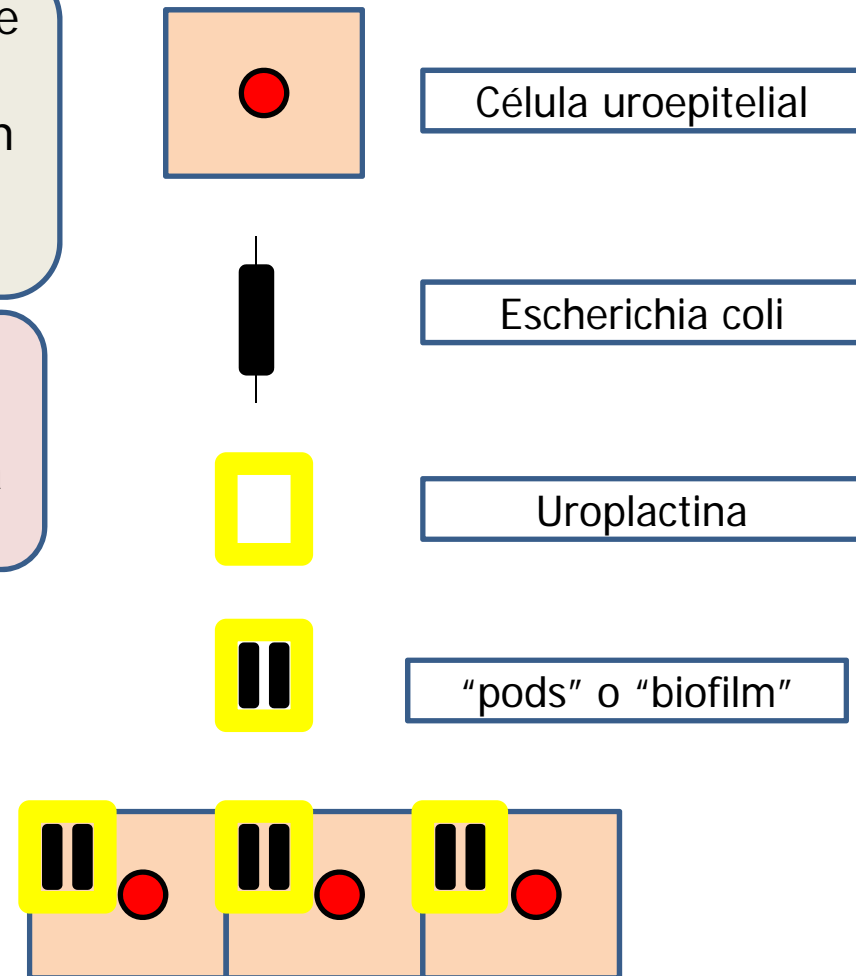 Célula uroepitelial
Escherichia coli
Uroplactina
“pods” o “biofilm”